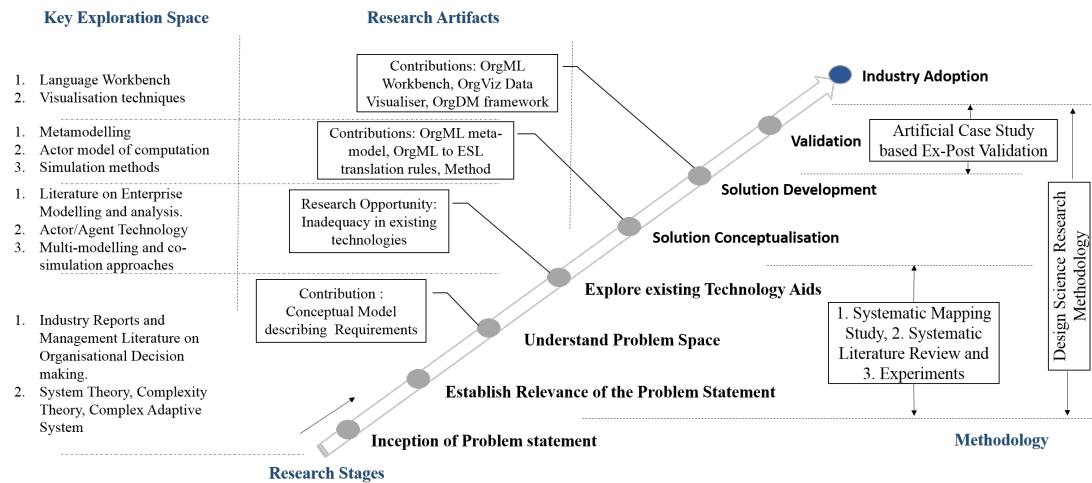 Key Exploration Space
Research Artifacts
1. Language Workbench
2. Visualisation techniques
1. Metamodelling
2. Actor model of computation
3. Simulation methods
1. Literature on Enterprise
Modelling and analysis.
2. Actor/Agent Technology
3. Multi-modelling and co-
simulation approaches
1. Industry Reports and
Management Literature on
Organisational Decision
making.
2. System Theory, Complexity
Theory, Complex Adaptive
System
Contributions: OrgML
Workbench, OrgViz Data
Visualiser, OrgDM framework
Contributions: OrgML meta-
model, OrgML to ESL
translation rules, Method
Research Opportunity:
Inadequacy in existing
technologies
Contribution :
Conceptual Model
describing Requirements
Industry Adoption
Validation
Solution Development
Solution Conceptualisation
Explore existing Technology Aids
Understand Problem Space
Establish Relevance of the Problem Statement
Inception of Problem statement
Research Stages
Artificial Case Study
based Ex-Post Validation
1. Systematic Mapping
Study, 2. Systematic
Literature Review and
3. Experiments
Design Science Research
Methodology
Methodology